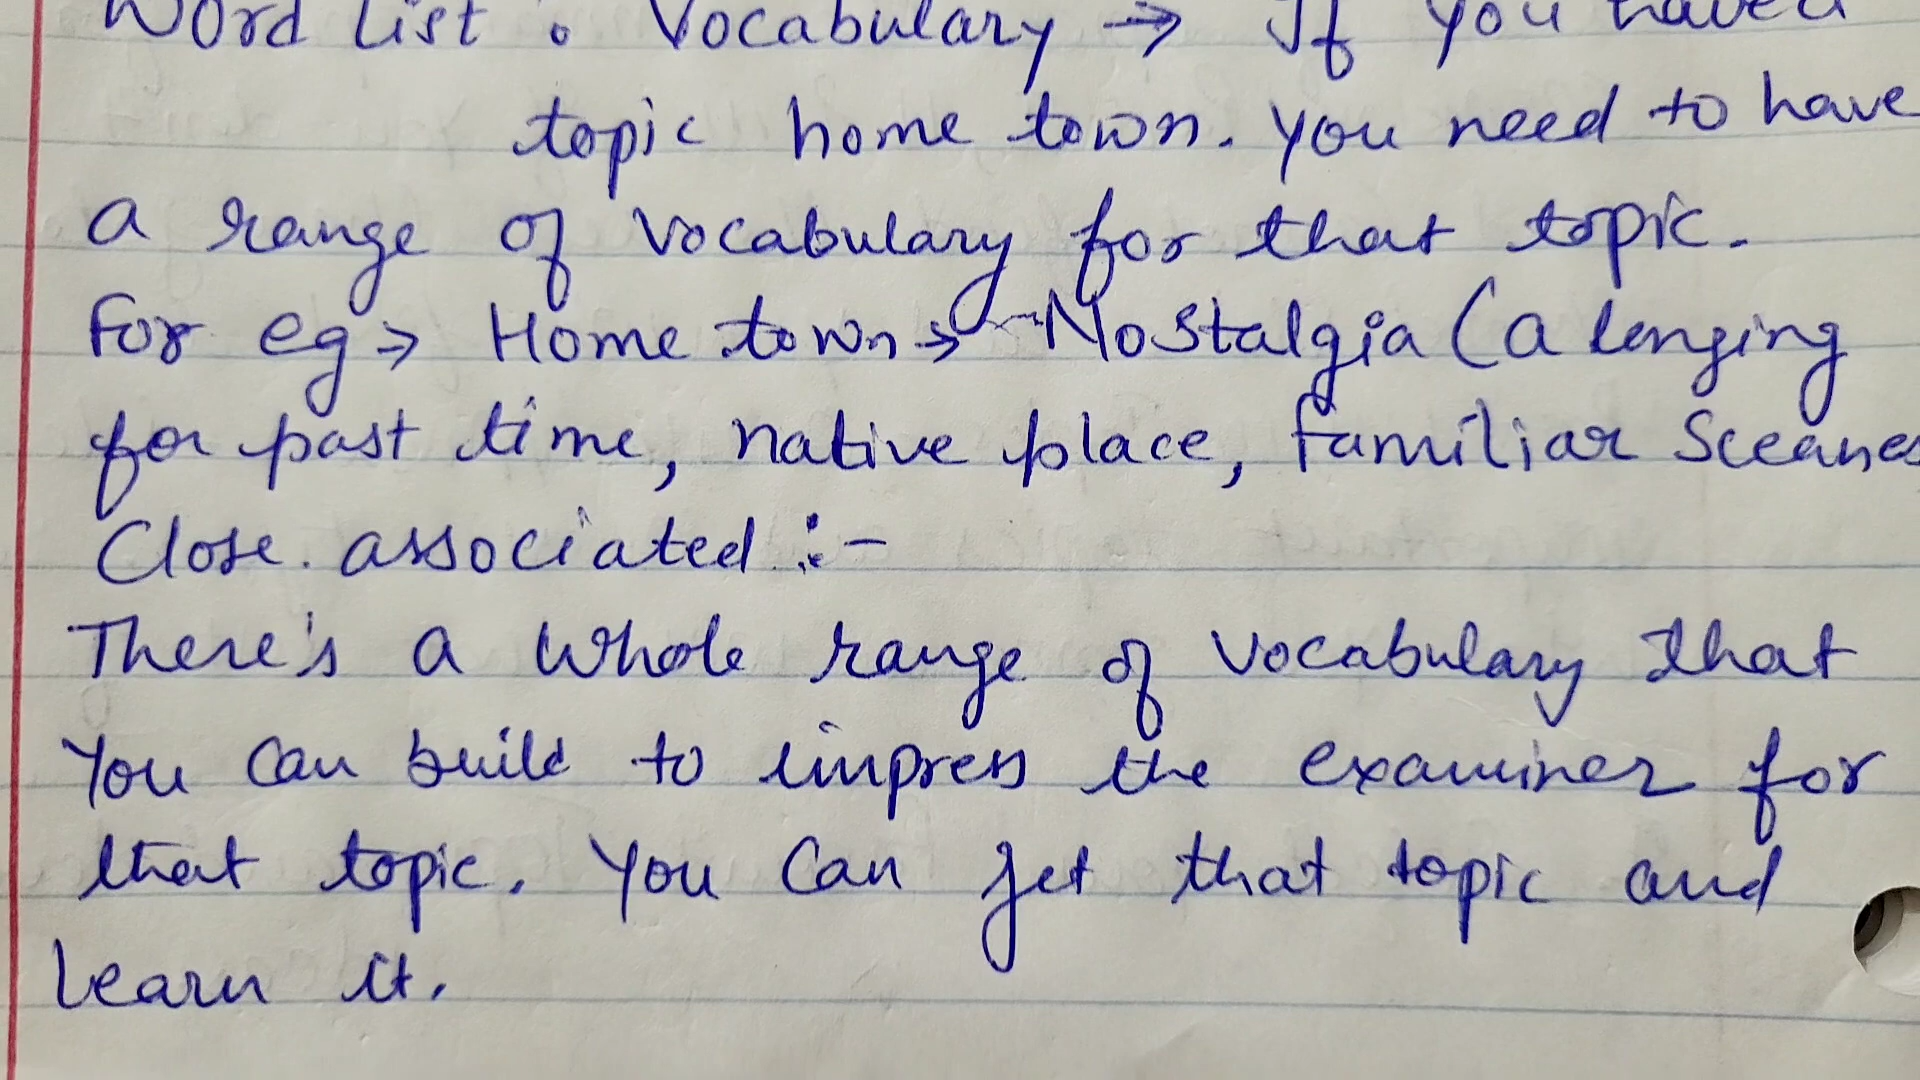 Word list : Vocabulary → If you have a
topic home town. You need to have
a range of vocabulary for that topic.
For eg → Home town → Nostalgia (a longing
for past time, native place, familiar Sceanes
Close. associated :-
There's a whole range of vocabulary that
You can build to impress the examiner for
that topic. You can get that topic and
learn it.